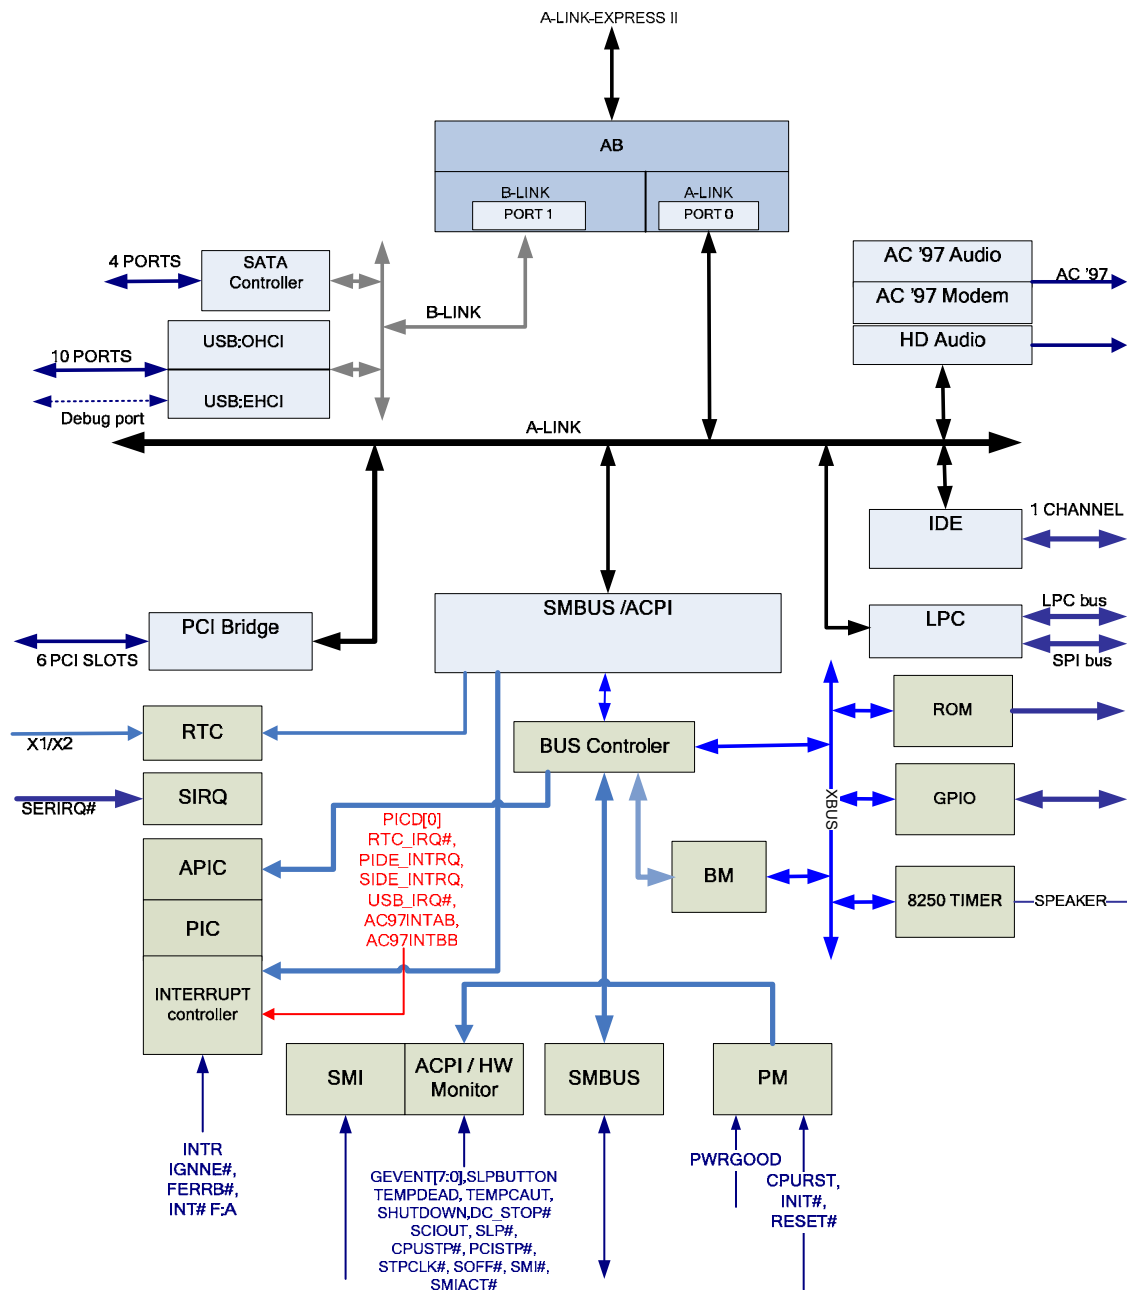 A-LINK-EXPRESS II
AB
B-LINK
A-LINK
PORT 1
PORT 0
4 PORTS
SATA
Controller
AC '97 Audio
AC '97
AC '97 Modem
B-LINK
USB:OHCI
HD Audio
10 PORTS
USB:EHCI
Debug port
A-LINK
1 CHANNEL
IDE
SMBUS /ACPI
LPC bus
PCI Bridge
LPC
6 PCI SLOTS
SPI bus
RTC
X1/X2
ROM
BUS Controler
SIRQ
SERIRQ#
XBUS
GPIO
PICD[0]
RTC_IRQ#,
PIDE_INTRQ,
SIDE_INTRQ,
USB_IRQ#,
AC97INTAB,
AC97INTBB
APIC
BM
8250 TIMER
SPEAKER
PIC
INTERRUPT
controller
SMI
ACPI / HW
Monitor
SMBUS
PM
INTR
IGNNE#,
FERRB#,
INT# F:A
PWRGOOD
GEVENT[7:0],SLPBUTTON
TEMPDEAD, TEMPCAUT,
SHUTDOWN,DC_STOP#
SCIOUT, SLP#,
CPUSTP#, PCISTP#,
STPCLK#, SOFF#, SMI#,
SMIACT#
CPURST,
INIT#,
RESET#